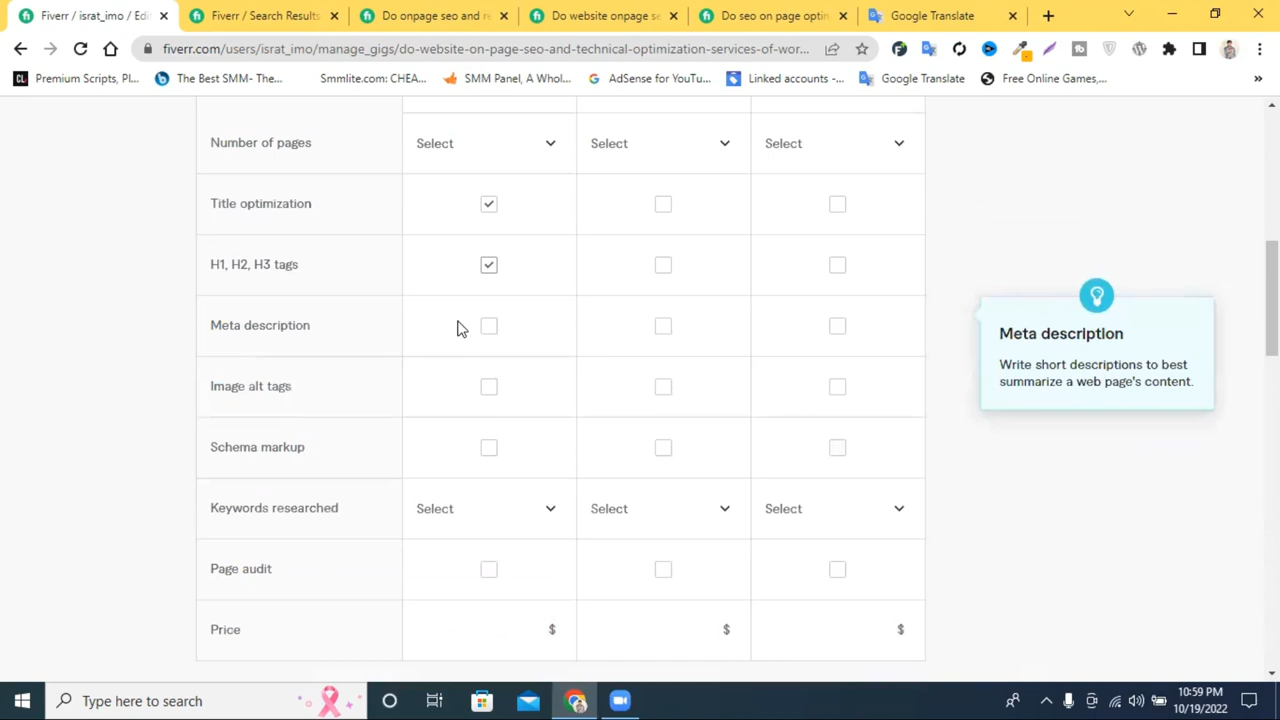 Fiverr / israt_imo / Edi
Fiverr / Search Results
Do onpage seo and re
Do website onpage se
Do seo on page optim
Google Translate
fiverr.com/users/israt_imo/manage_gigs/do-website-on-page-seo-and-technical-optimization-services-of-wor...
Premium Scripts, Pl...
The Best SMM- The...
Smmlite.com: CHEA...
SMM Panel, A Whol...
AdSense for YouTu...
Linked accounts -...
Google Translate
Free Online Games,...
»
Number of pages
Select
Select
Select
Title optimization
H1, H2, H3 tags
Meta description
Image alt tags
Schema markup
Keywords researched
Select
Select
Select
Page audit
Price
$
$
$
Meta description
Write short descriptions to best
summarize a web page's content.
Type here to search
10:59 PM
10/19/2022